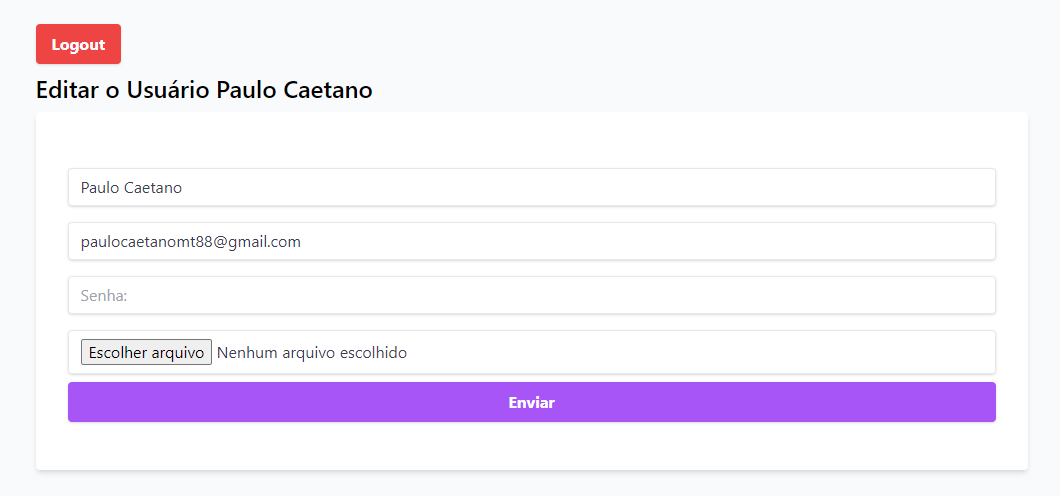 Logout
Editar o Usuário Paulo Caetano
Paulo Caetano
paulocaetanomt88@gmail.com
Senha:
Escolher arquivo Nenhum arquivo escolhido
Enviar